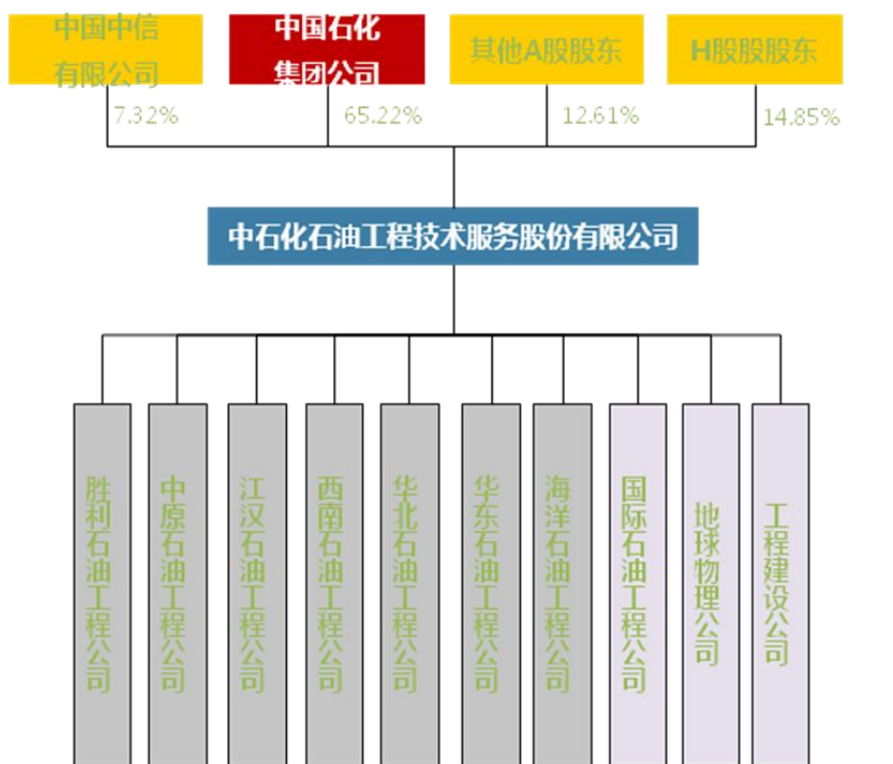 中国中信
有限公司
中国石化
集团公司
其他A股股东
H股股股东
7.32%
65.22%
12.61%
14.85%
中石化石油工程技术服务股份有限公司
胜利石油工程公司
中原石油工程公司
江汉石油工程公司
西南石油工程公司
华北石油工程公司
华东石油工程公司
海洋石油工程公司
国际石油工程公司
地球物理公司
工程建设公司